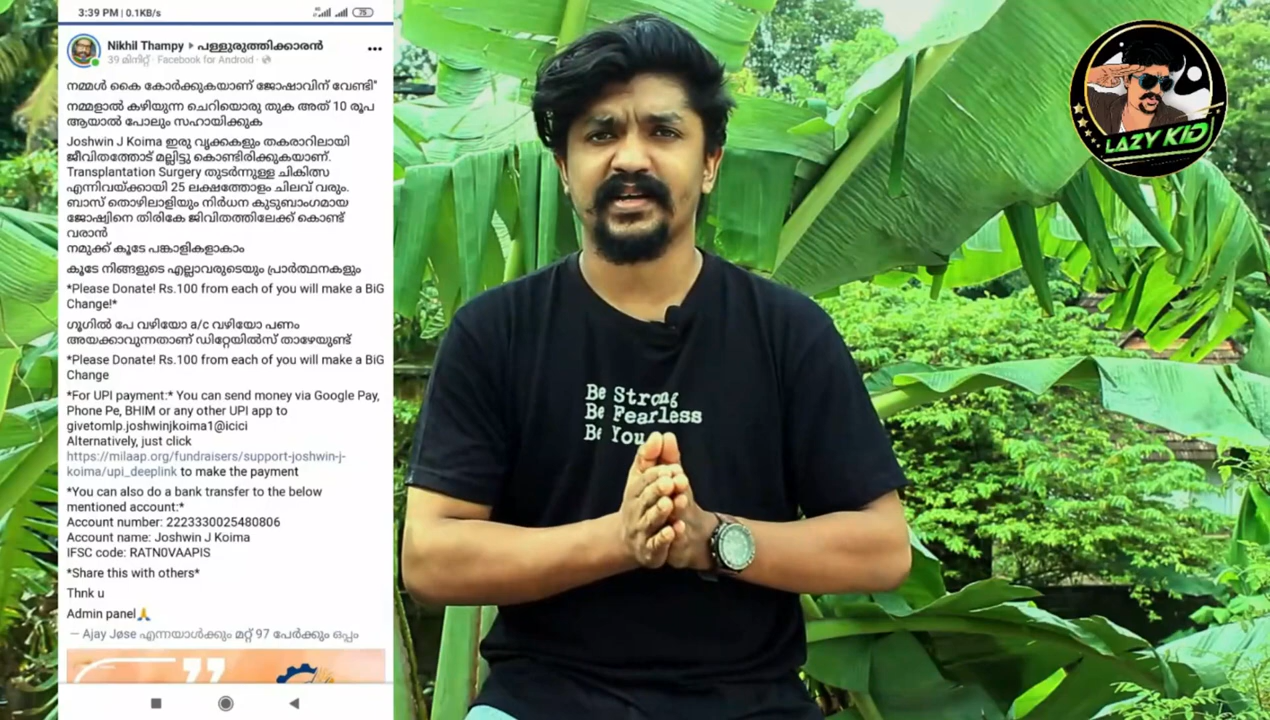 3:39 PM | 0.1KB/s
75
Nikhil Thampy ▸ പള്ളുരുത്തിക്കാരൻ
39 മിനിറ്റ് · Facebook for Android ·
നമ്മൾ കൈ കോർക്കുകയാണ് ജോഷാവിന് വേണ്ടി"
നമ്മളാൽ കഴിയുന്ന ചെറിയൊരു തുക അത് 10 രൂപ
ആയാൽ പോലും സഹായിക്കുക
Joshwin J Koima ഇരു വൃക്കകളും തകരാറിലായി
ജീവിതത്തോട് മല്ലിട്ടു കൊണ്ടിരിക്കുകയാണ്.
Transplantation Surgery തുടർന്നുള്ള ചികിത്സ
എന്നിവയ്ക്കായി 25 ലക്ഷത്തോളം ചിലവ് വരും.
ബാസ് തൊഴിലാളിയും നിർധന കുടുബാംഗമായ
ജോഷ്വിനെ തിരികേ ജിവിതത്തിലേക്ക് കൊണ്ട്
വരാൻ
നമുക്ക് കൂടേ പങ്കാളികളാകാം
കൂടേ നിങ്ങളുടെ എല്ലാവരുടെയും പ്രാർത്ഥനകളും
*Please Donate! Rs.100 from each of you will make a BiG
Change!*
ഗൂഗിൽ പേ വഴിയോ a/c വഴിയോ പണം
അയക്കാവുന്നതാണ് ഡിറ്റേയിൽസ് താഴേയുണ്ട്
*Please Donate! Rs.100 from each of you will make a BiG
Change
*For UPI payment:* You can send money via Google Pay,
Phone Pe, BHIM or any other UPI app to
givetomlp.joshwinjkoima1@icici
Alternatively, just click
https://milaap.org/fundraisers/support-joshwin-j-
koima/upi_deeplink to make the payment
*You can also do a bank transfer to the below
mentioned account:*
Account number: 2223330025480806
Account name: Joshwin J Koima
IFSC code: RATN0VAAPIS
*Share this with others*
Thnk u
Admin panel🙏
— Ajay Jøse എന്നയാൾക്കും മറ്റ് 97 പേർക്കും ഒപ്പം
Be Strong
Be Fearless
Be You
LAZY KID